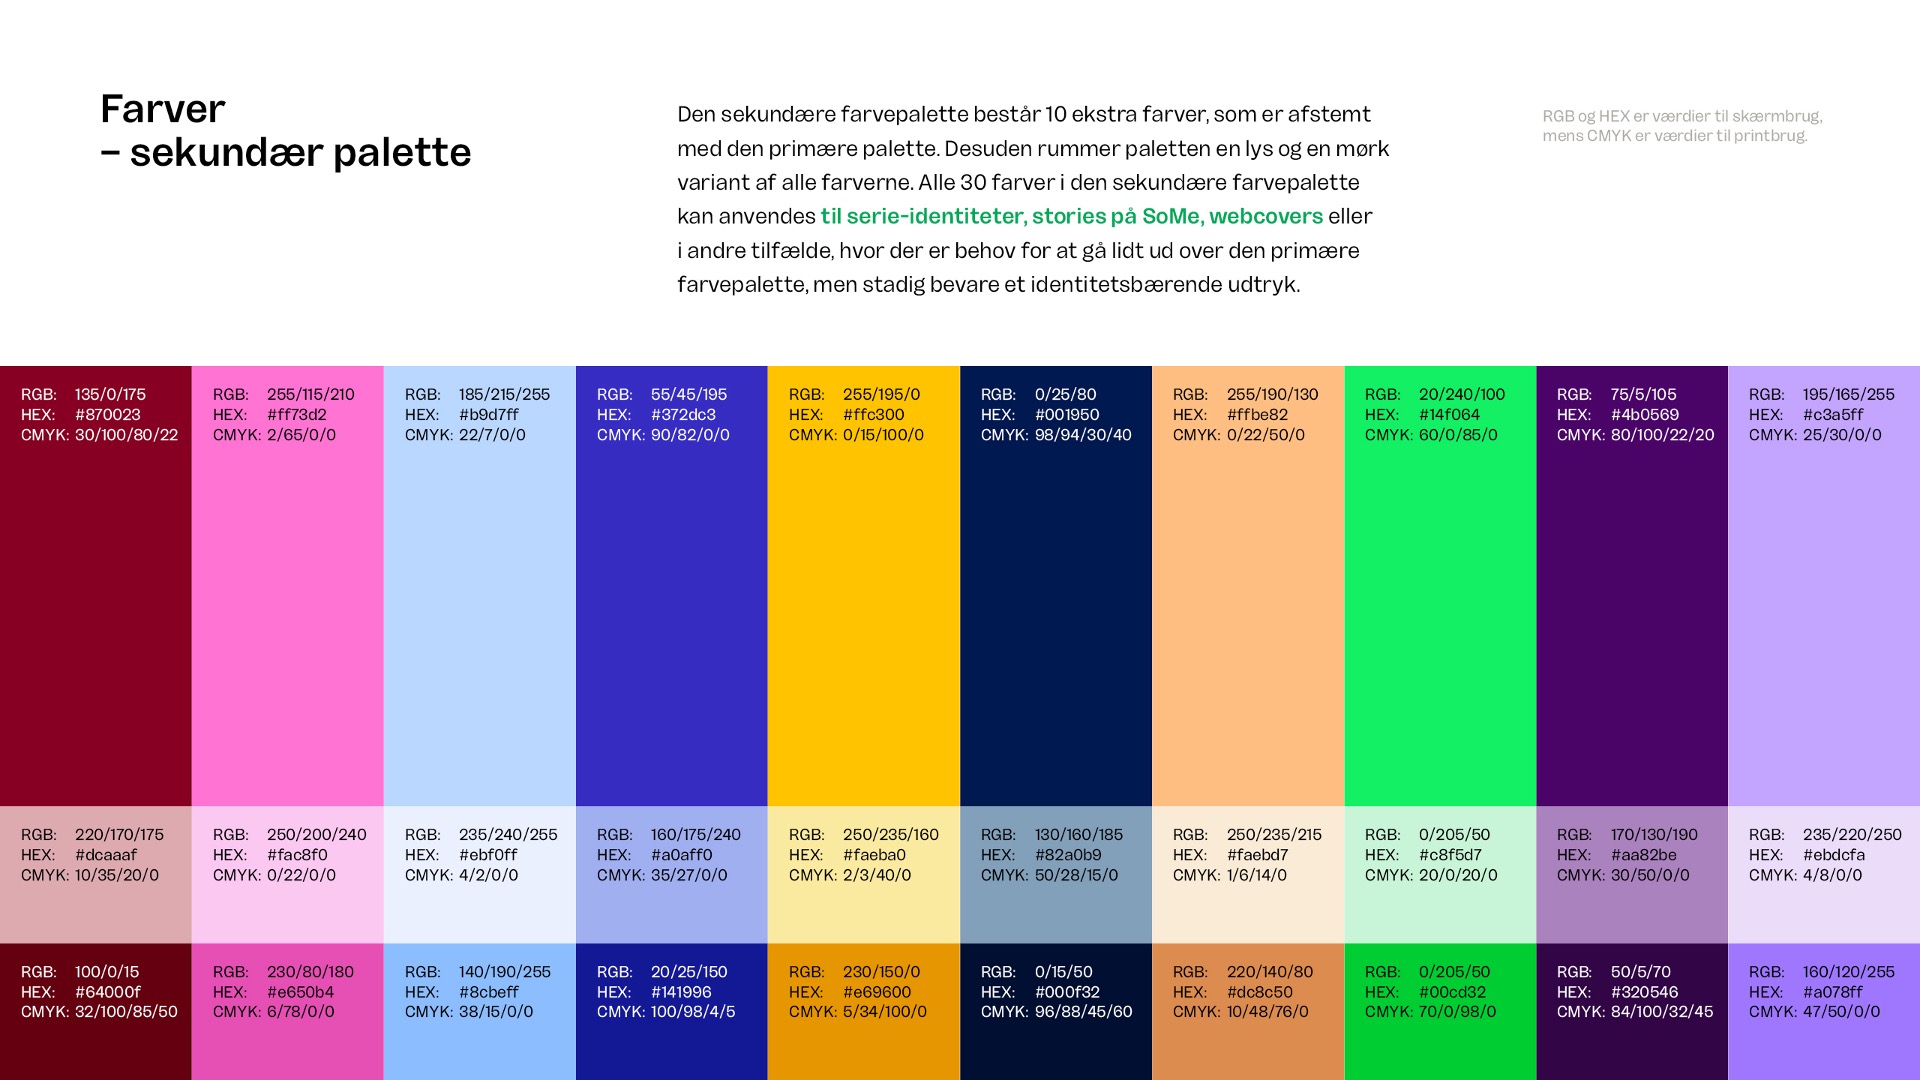 Farver
– sekundær palette
Den sekundære farvepalette består 10 ekstra farver, som er afstemt
med den primære palette. Desuden rummer paletten en lys og en mørk
variant af alle farverne. Alle 30 farver i den sekundære farvepalette
kan anvendes til serie-identiteter, stories på SoMe, webcovers eller
i andre tilfælde, hvor der er behov for at gå lidt ud over den primære
farvepalette, men stadig bevare et identitetsbærende udtryk.
RGB og HEX er værdier til skærmbrug,
mens CMYK er værdier til printbrug.
RGB: 135/0/175
HEX: #870023
CMYK: 30/100/80/22
RGB: 255/115/210
HEX: #ff73d2
CMYK: 2/65/0/0
RGB: 185/215/255
HEX: #b9d7ff
CMYK: 22/7/0/0
RGB: 55/45/195
HEX: #372dc3
CMYK: 90/82/0/0
RGB: 255/195/0
HEX: #ffc300
CMYK: 0/15/100/0
RGB: 0/25/80
HEX: #001950
CMYK: 98/94/30/40
RGB: 255/190/130
HEX: #ffbe82
CMYK: 0/22/50/0
RGB: 20/240/100
HEX: #14f064
CMYK: 60/0/85/0
RGB: 75/5/105
HEX: #4b0569
CMYK: 80/100/22/20
RGB: 195/165/255
HEX: #c3a5ff
CMYK: 25/30/0/0
RGB: 220/170/175
HEX: #dcaaaf
CMYK: 10/35/20/0
RGB: 250/200/240
HEX: #fac8f0
CMYK: 0/22/0/0
RGB: 235/240/255
HEX: #ebf0ff
CMYK: 4/2/0/0
RGB: 160/175/240
HEX: #a0aff0
CMYK: 35/27/0/0
RGB: 250/235/160
HEX: #faeba0
CMYK: 2/3/40/0
RGB: 130/160/185
HEX: #82a0b9
CMYK: 50/28/15/0
RGB: 250/235/215
HEX: #faebd7
CMYK: 1/6/14/0
RGB: 0/205/50
HEX: #c8f5d7
CMYK: 20/0/20/0
RGB: 170/130/190
HEX: #aa82be
CMYK: 30/50/0/0
RGB: 235/220/250
HEX: #ebdcfa
CMYK: 4/8/0/0
RGB: 100/0/15
HEX: #64000f
CMYK: 32/100/85/50
RGB: 230/80/180
HEX: #e650b4
CMYK: 6/78/0/0
RGB: 140/190/255
HEX: #8cbeff
CMYK: 38/15/0/0
RGB: 20/25/150
HEX: #141996
CMYK: 100/98/4/5
RGB: 230/150/0
HEX: #e69600
CMYK: 5/34/100/0
RGB: 0/15/50
HEX: #000f32
CMYK: 96/88/45/60
RGB: 220/140/80
HEX: #dc8c50
CMYK: 10/48/76/0
RGB: 0/205/50
HEX: #00cd32
CMYK: 70/0/98/0
RGB: 50/5/70
HEX: #320546
CMYK: 84/100/32/45
RGB: 160/120/255
HEX: #a078ff
CMYK: 47/50/0/0